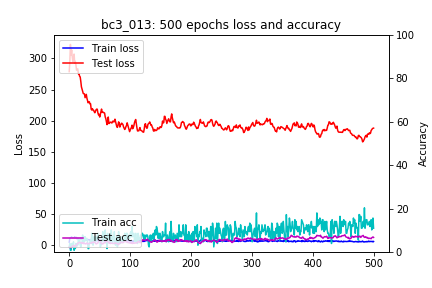 bc3_013: 500 epochs loss and accuracy
Train loss
Test loss
Train acc
Test acc
Loss
Accuracy
300
250
200
150
100
50
0
100
80
60
40
20
0
0
100
200
300
400
500